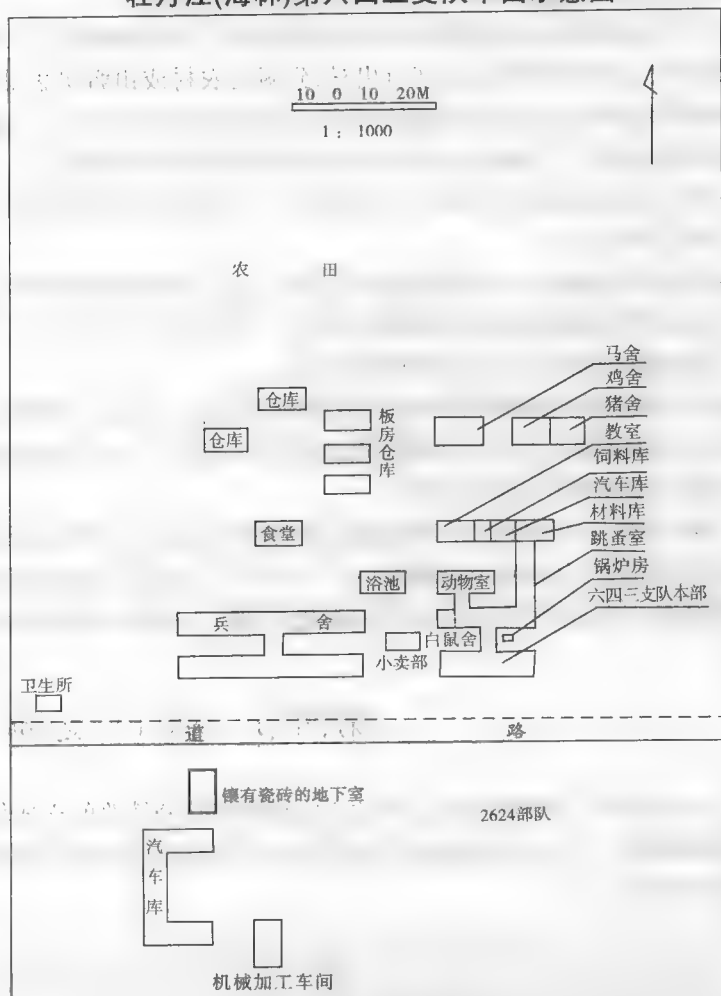 10 0 10 20M
1 : 1000
农 田
马舍
鸡舍
猪舍
教室
饲料库
汽车库
材料库
跳蚤室
锅炉房
六四三支队本部
仓库
仓库
板房仓库
食堂
浴池
动物室
兵 舍
白鼠舍
小卖部
卫生所
道 路
镶有瓷砖的地下室
2624部队
汽车库
机械加工车间